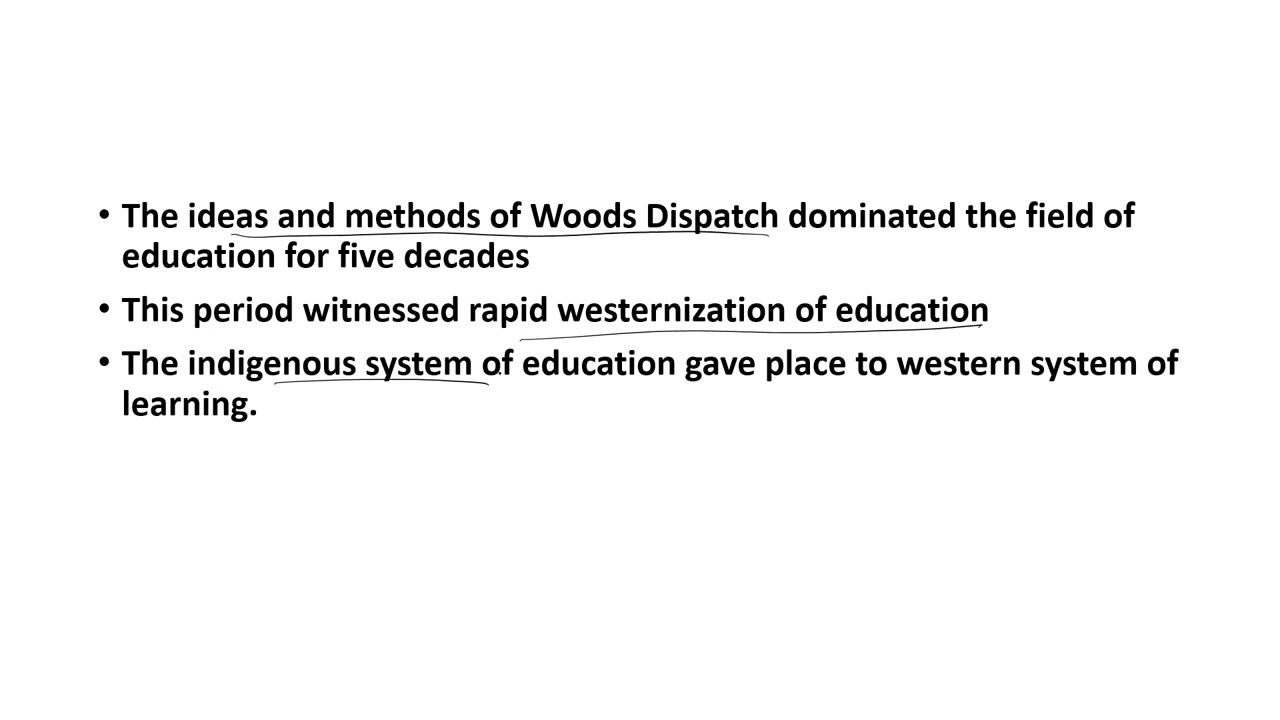 • The ideas and methods of Woods Dispatch dominated the field of
education for five decades
• This period witnessed rapid westernization of education
• The indigenous system of education gave place to western system of
learning.